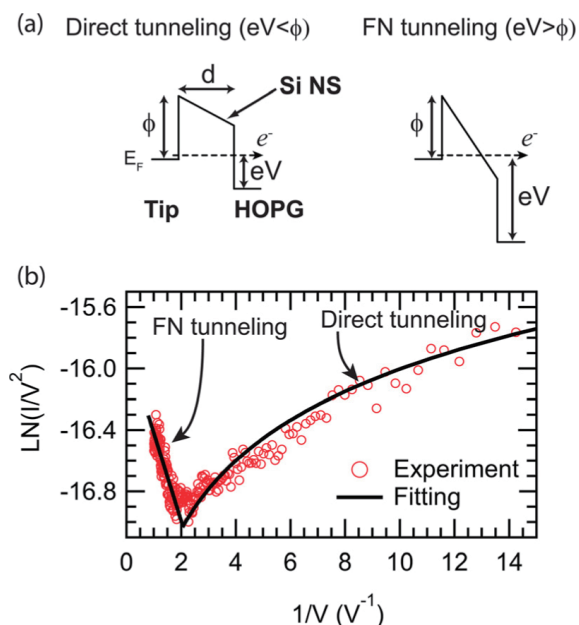 (a)
Direct tunneling (eV<ϕ)
FN tunneling (eV>ϕ)
d
Si NS
ϕ
e-
E_F
eV
Tip
HOPG
ϕ
e-
eV
(b)
LN(I/V²)
-15.6
-16.0
-16.4
-16.8
FN tunneling
Direct tunneling
Experiment
Fitting
0 2 4 6 8 10 12 14
1/V (V⁻¹)